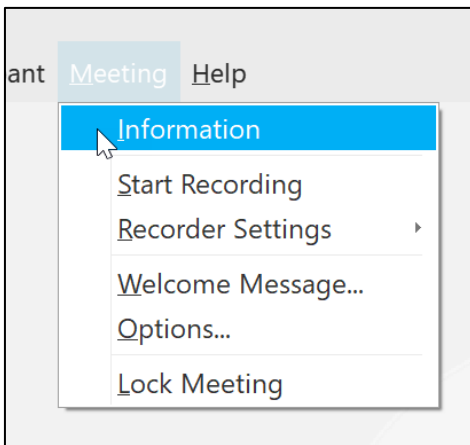 ant Meeting Help
Information
Start Recording
Recorder Settings
Welcome Message...
Options...
Lock Meeting